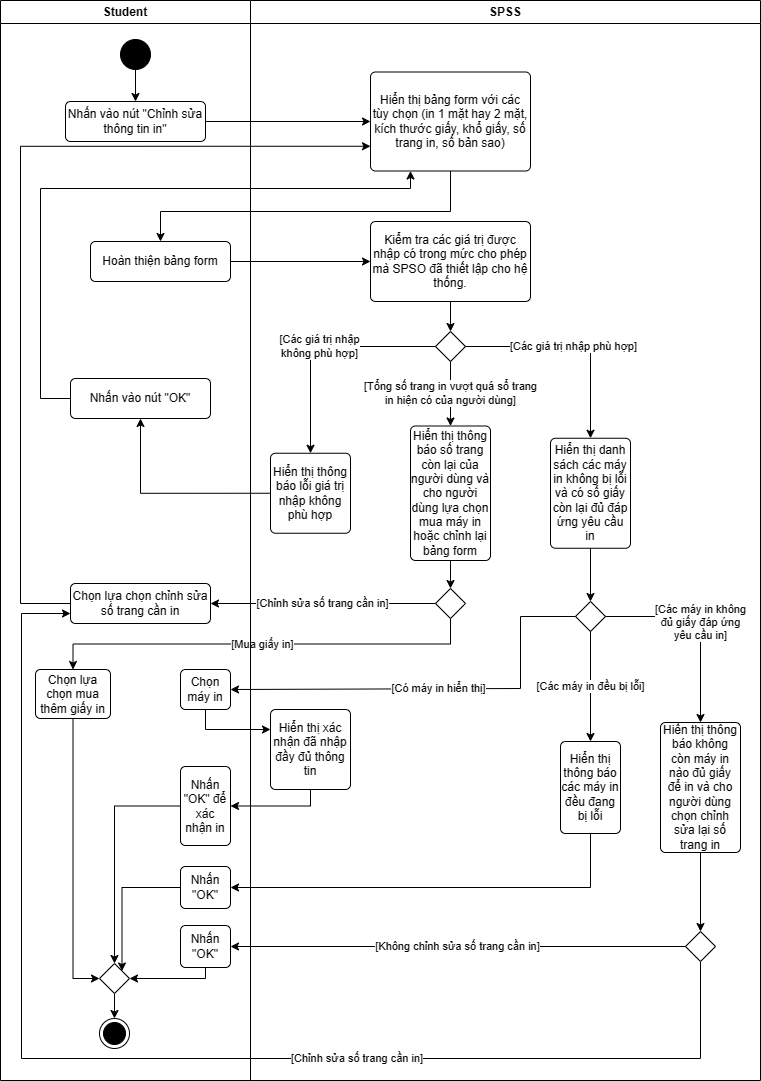 Student
SPSS
Nhấn vào nút "Chỉnh sửa
thông tin in"
Hiển thị bảng form với các
tùy chọn (in 1 mặt hay 2 mặt,
kích thước giấy, khổ giấy, số
trang in, số bản sao)
Hoàn thiện bảng form
Kiểm tra các giá trị được
nhập có trong mức cho phép
mà SPSO đã thiết lập cho hệ
thống.
[Các giá trị nhập
không phù hợp]
[Các giá trị nhập phù hợp]
[Tổng số trang in vượt quá số trang
in hiện có của người dùng]
Nhấn vào nút "OK"
Hiển thị thông
báo lỗi giá trị
nhập không
phù hợp
Hiển thị thông
báo số trang
còn lại của
người dùng và
cho người
dùng lựa chọn
mua máy in
hoặc chỉnh lại
bảng form
Hiển thị danh
sách các máy
in không bị lỗi
và có số giấy
còn lại đủ đáp
ứng yêu cầu
in
Chọn lựa chọn chỉnh sửa
số trang cần in
[Chỉnh sửa số trang cần in]
[Các máy in không
đủ giấy đáp ứng
yêu cầu in]
[Mua giấy in]
Chọn lựa
chọn mua
thêm giấy in
Chọn
máy in
[Có máy in hiển thị]
[Các máy in đều bị lỗi]
Hiển thị xác
nhận đã nhập
đầy đủ thông
tin
Hiển thị thông
báo không
còn máy in
nào đủ giấy
để in và cho
người dùng
chọn chỉnh
sửa lại số
trang in
Hiển thị
thông báo
các máy in
đều đang
bị lỗi
Nhấn
"OK" để
xác
nhận in
Nhấn
"OK"
Nhấn
"OK"
[Không chỉnh sửa số trang cần in]
[Chỉnh sửa số trang cần in]